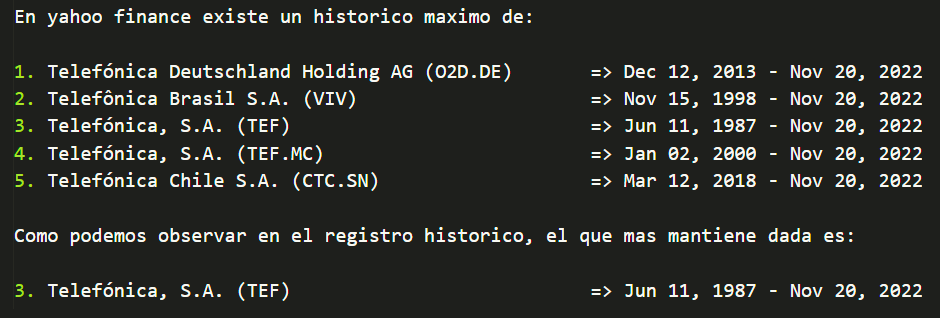 En yahoo finance existe un historico maximo de:
1. Telefónica Deutschland Holding AG (O2D.DE) => Dec 12, 2013 - Nov 20, 2022
2. Telefônica Brasil S.A. (VIV) => Nov 15, 1998 - Nov 20, 2022
3. Telefónica, S.A. (TEF) => Jun 11, 1987 - Nov 20, 2022
4. Telefónica, S.A. (TEF.MC) => Jan 02, 2000 - Nov 20, 2022
5. Telefónica Chile S.A. (CTC.SN) => Mar 12, 2018 - Nov 20, 2022
Como podemos observar en el registro historico, el que mas mantiene dada es:
3. Telefónica, S.A. (TEF) => Jun 11, 1987 - Nov 20, 2022